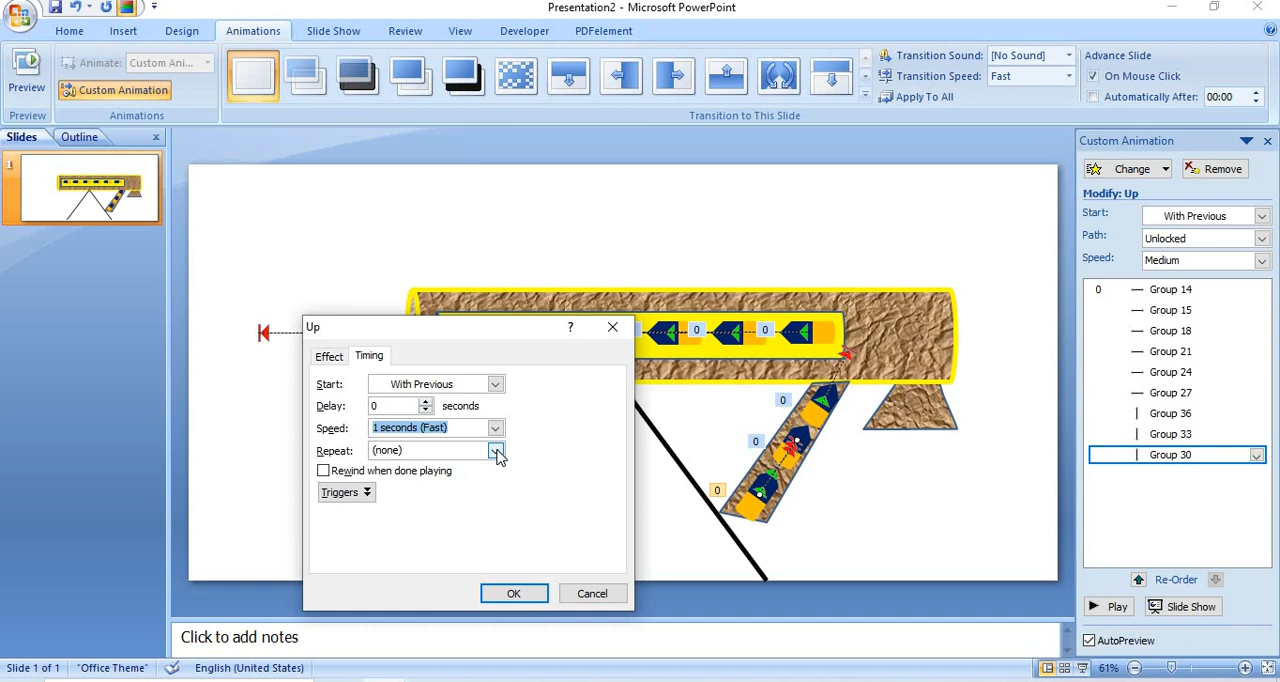 Presentation2 - Microsoft PowerPoint
Home Insert Design Animations Slide Show Review View Developer PDFelement
Preview
Preview
Animate: Custom Ani...
Custom Animation
Animations
Transition Sound: [No Sound]
Transition Speed: Fast
Apply To All
Transition to This Slide
Advance Slide
On Mouse Click
Automatically After: 00:00
Slides Outline
1
Custom Animation
Change Remove
Modify: Up
Start: With Previous
Path: Unlocked
Speed: Medium
0 Group 14
Group 15
Group 18
Group 21
Group 24
Group 27
Group 36
Group 33
Group 30
Re-Order
Play Slide Show
AutoPreview
0 0
0
0
0
Up
Effect Timing
Start: With Previous
Delay: 0 seconds
Speed: 1 seconds (Fast)
Repeat: (none)
Rewind when done playing
Triggers
OK Cancel
Click to add notes
Slide 1 of 1 "Office Theme" English (United States) 61%